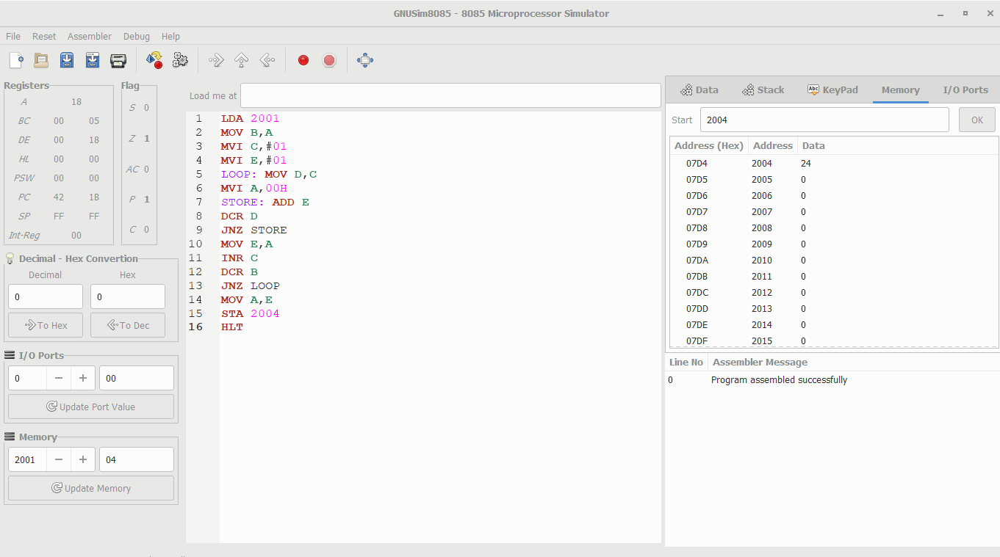 GNUSim8085 - 8085 Microprocessor Simulator
File Reset Assembler Debug Help
Registers
A 18
BC 00 05
DE 00 18
HL 00 00
PSW 00 00
PC 42 1B
SP FF FF
Int-Reg 00
Flag
S 0
Z 1
AC 0
P 1
C 0
Decimal - Hex Convertion
Decimal Hex
0 0
To Hex To Dec
I/O Ports
0 − + 00
Update Port Value
Memory
2001 − + 04
Update Memory
Load me at
1 LDA 2001
2 MOV B,A
3 MVI C,#01
4 MVI E,#01
5 LOOP: MOV D,C
6 MVI A,00H
7 STORE: ADD E
8 DCR D
9 JNZ STORE
10 MOV E,A
11 INR C
12 DCR B
13 JNZ LOOP
14 MOV A,E
15 STA 2004
16 HLT
Data Stack Abc KeyPad Memory I/O Ports
Start 2004 OK
Address (Hex) Address Data
07D4 2004 24
07D5 2005 0
07D6 2006 0
07D7 2007 0
07D8 2008 0
07D9 2009 0
07DA 2010 0
07DB 2011 0
07DC 2012 0
07DD 2013 0
07DE 2014 0
07DF 2015 0
Line No Assembler Message
0 Program assembled successfully